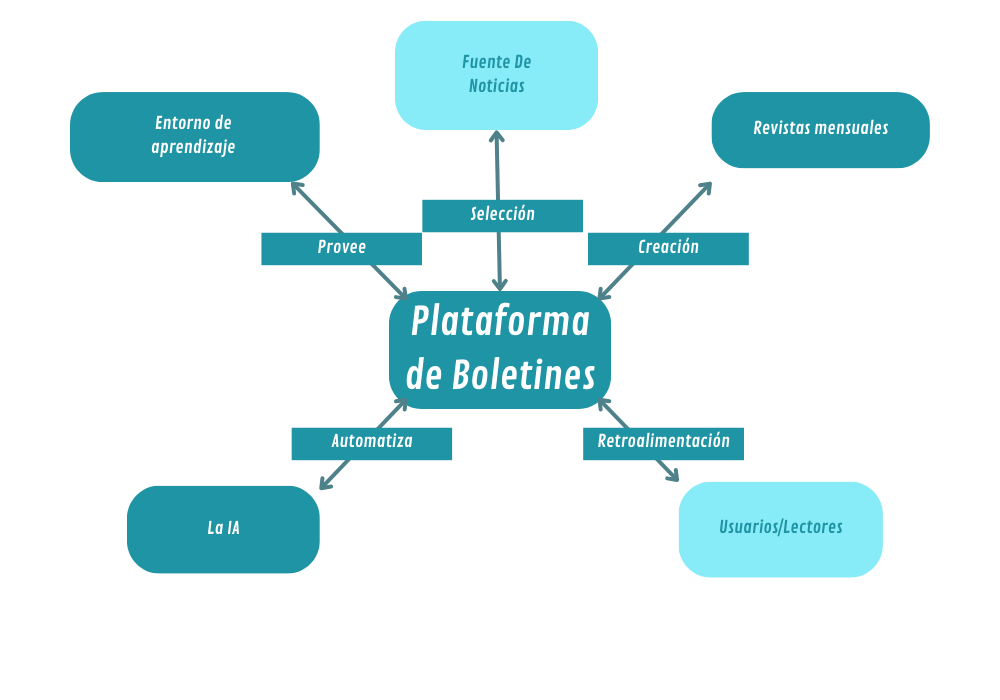 Fuente De
Noticias
Entorno de
aprendizaje
Revistas mensuales
Selección
Provee
Creación
Plataforma
de Boletines
Automatiza
Retroalimentación
La IA
Usuarios/Lectores